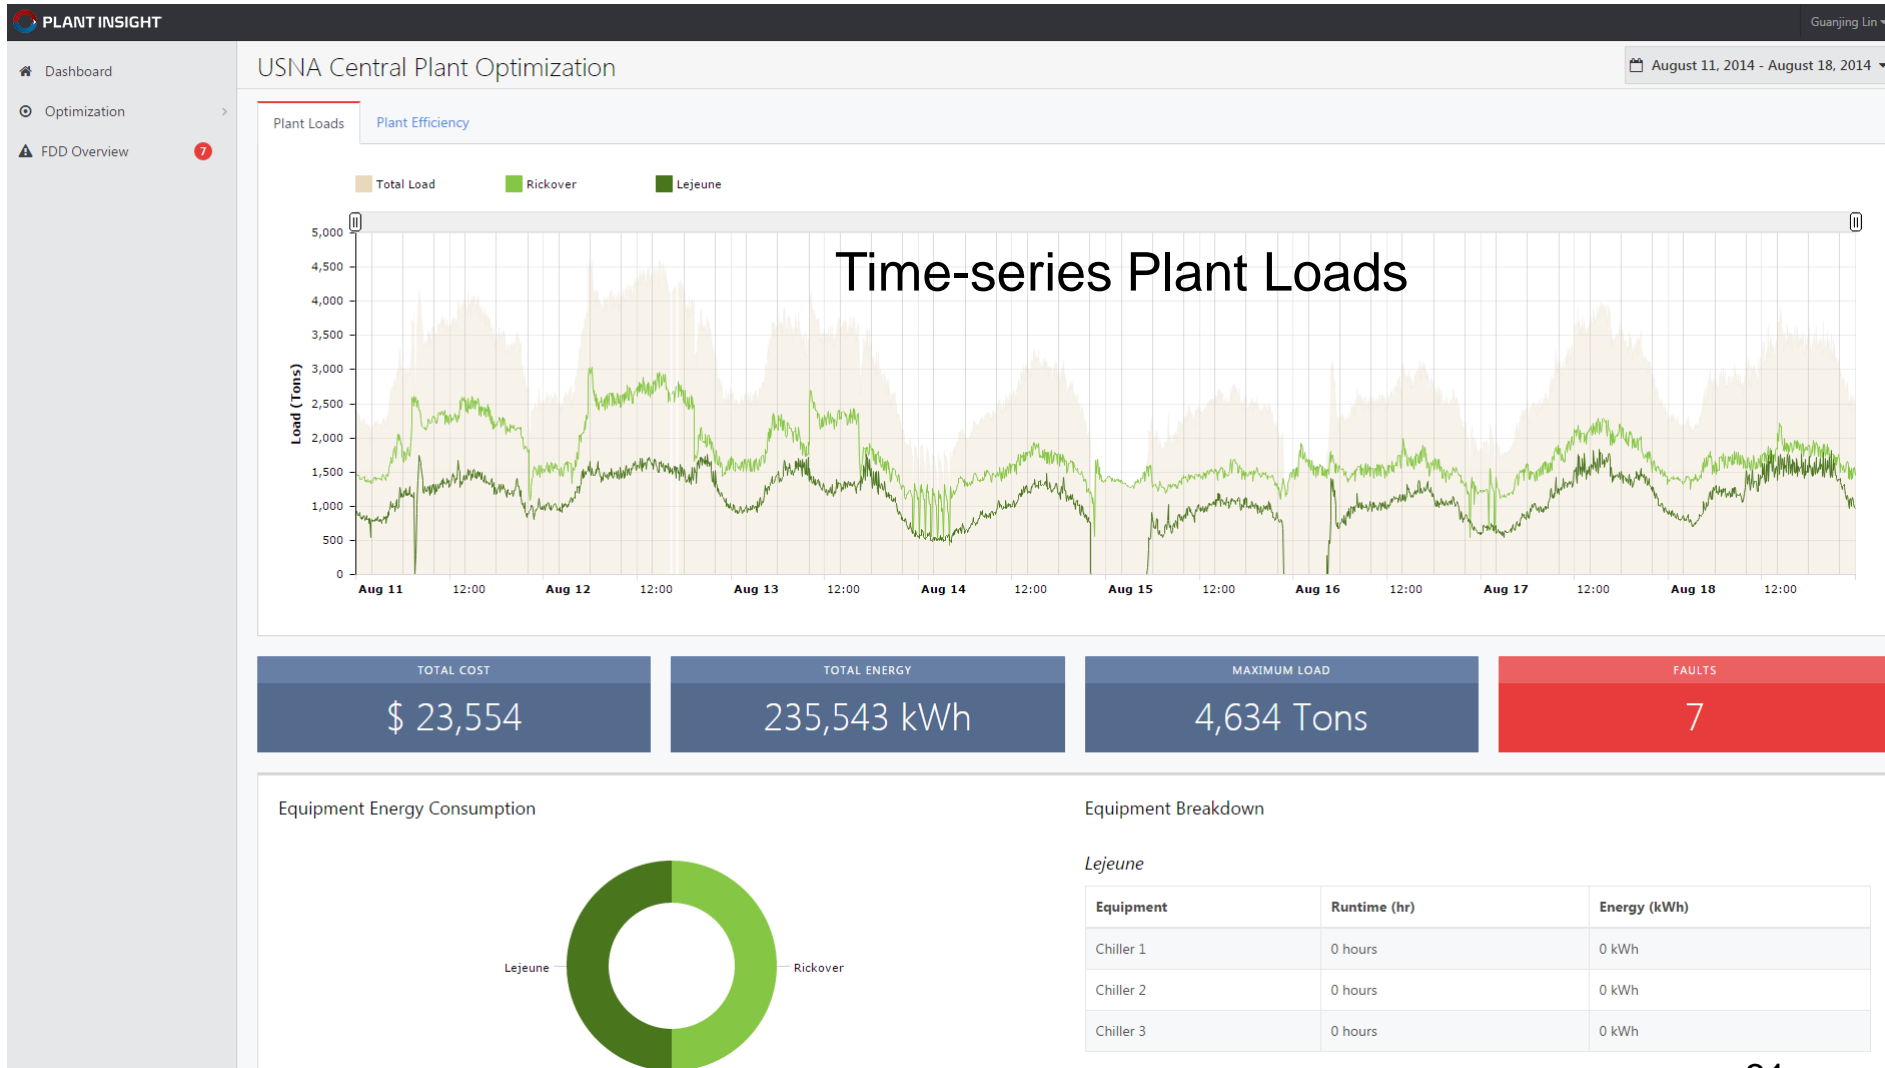 PLANT INSIGHT
Guanjing Lin
Dashboard
Optimization
FDD Overview 7
USNA Central Plant Optimization
August 11, 2014 - August 18, 2014
Plant Loads Plant Efficiency
Total Load Rickover Lejeune
Time-series Plant Loads
Load (Tons)
5,000
4,500
4,000
3,500
3,000
2,500
2,000
1,500
1,000
500
0
Aug 11 12:00 Aug 12 12:00 Aug 13 12:00 Aug 14 12:00 Aug 15 12:00 Aug 16 12:00 Aug 17 12:00 Aug 18 12:00
TOTAL COST
$ 23,554
TOTAL ENERGY
235,543 kWh
MAXIMUM LOAD
4,634 Tons
FAULTS
7
Equipment Energy Consumption
Lejeune
Rickover
Equipment Breakdown
Lejeune
Equipment Runtime (hr) Energy (kWh)
Chiller 1 0 hours 0 kWh
Chiller 2 0 hours 0 kWh
Chiller 3 0 hours 0 kWh